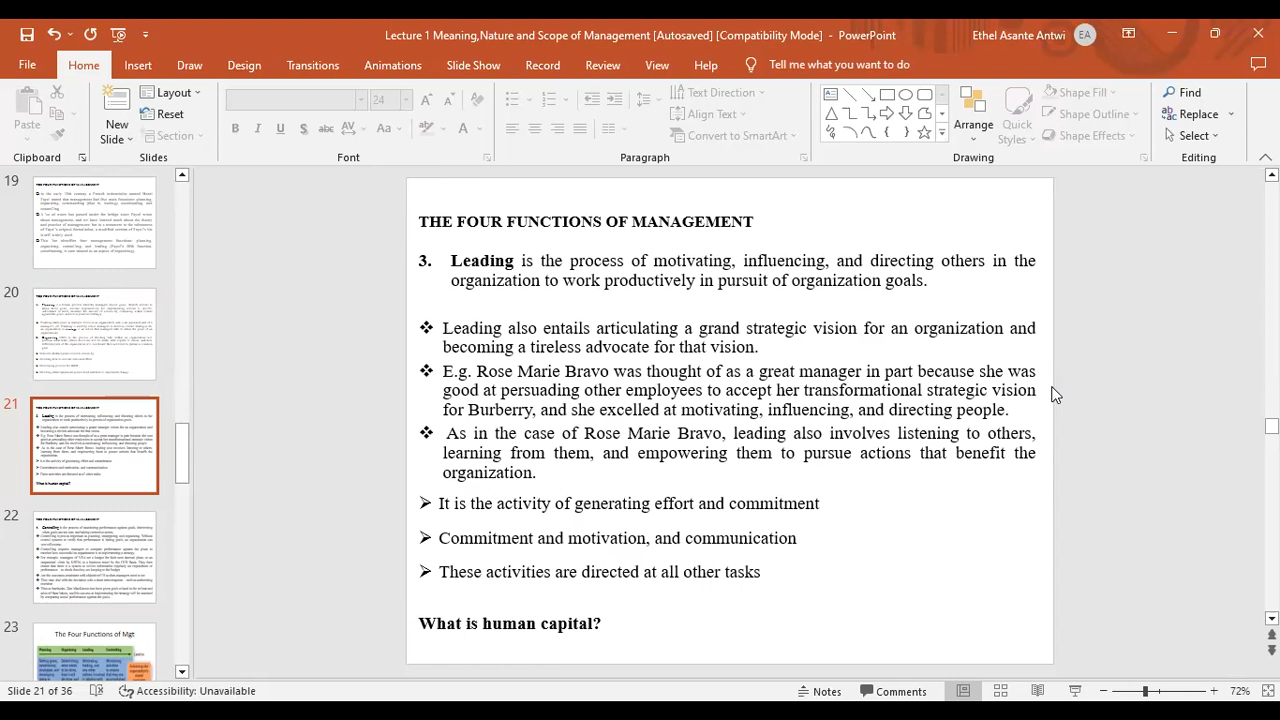 Lecture 1 Meaning,Nature and Scope of Management [Autosaved] [Compatibility Mode] - PowerPoint
Ethel Asante Antwi
EA
File Home Insert Draw Design Transitions Animations Slide Show Record Review View Help Tell me what you want to do
Paste
New Slide
Layout
Reset
Section
24
B I U S abc AV Aa A
Text Direction
Align Text
Convert to SmartArt
Arrange
Quick Styles
Shape Fill
Shape Outline
Shape Effects
Find
Replace
Select
Clipboard Slides Font Paragraph Drawing Editing
19
20
21
22
23
The Four Functions of Mgt
THE FOUR FUNCTIONS OF MANAGEMENT
3. Leading is the process of motivating, influencing, and directing others in the
organization to work productively in pursuit of organization goals.
Leading also entails articulating a grand strategic vision for an organization and
becoming a tireless advocate for that vision
E.g. Rose Marie Bravo was thought of as a great manager in part because she was
good at persuading other employees to accept her transformational strategic vision
for Burberry, and she excelled at motivating, influencing, and directing people.
As in the case of Rose Marie Bravo, leading also involves listening to others,
learning from them, and empowering them to pursue actions that benefit the
organization.
It is the activity of generating effort and commitment
Commitment and motivation, and communication
These activities are directed at all other tasks
What is human capital?
Slide 21 of 36
Accessibility: Unavailable
Notes
Comments
72%